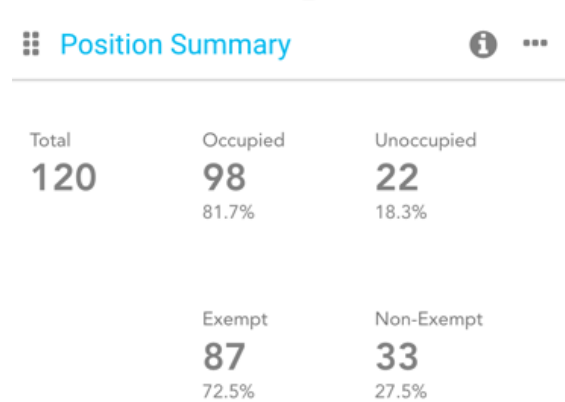 Position Summary
Total Occupied Unoccupied
120 98 22
81.7% 18.3%
Exempt Non-Exempt
87 33
72.5% 27.5%